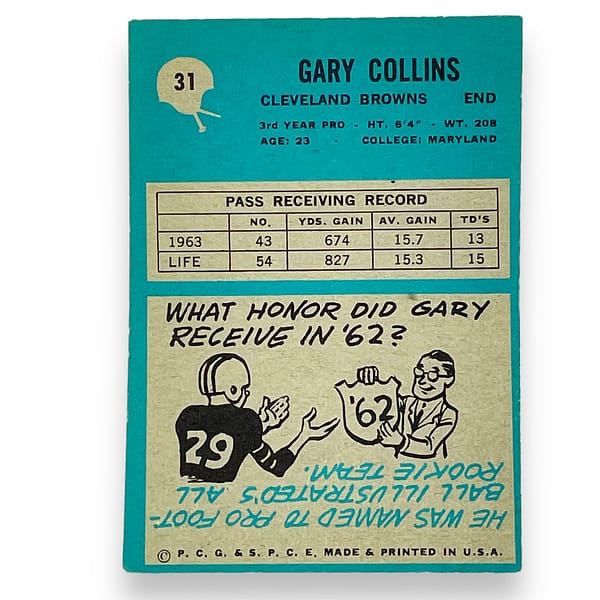 31
GARY COLLINS
CLEVELAND BROWNS END
3rd YEAR PRO - HT. 6'4" - WT. 208
AGE: 23 - COLLEGE: MARYLAND
PASS RECEIVING RECORD
NO. YDS. GAIN AV. GAIN TD'S
1963 43 674 15.7 13
LIFE 54 827 15.3 15
WHAT HONOR DID GARY
RECEIVE IN '62?
29
'62
HE WAS NAMED TO PRO FOOT-
BALL ILLUSTRATED'S ALL
ROOKIE TEAM.
© P. C. G. & S. P. C. E. MADE & PRINTED IN U.S.A.